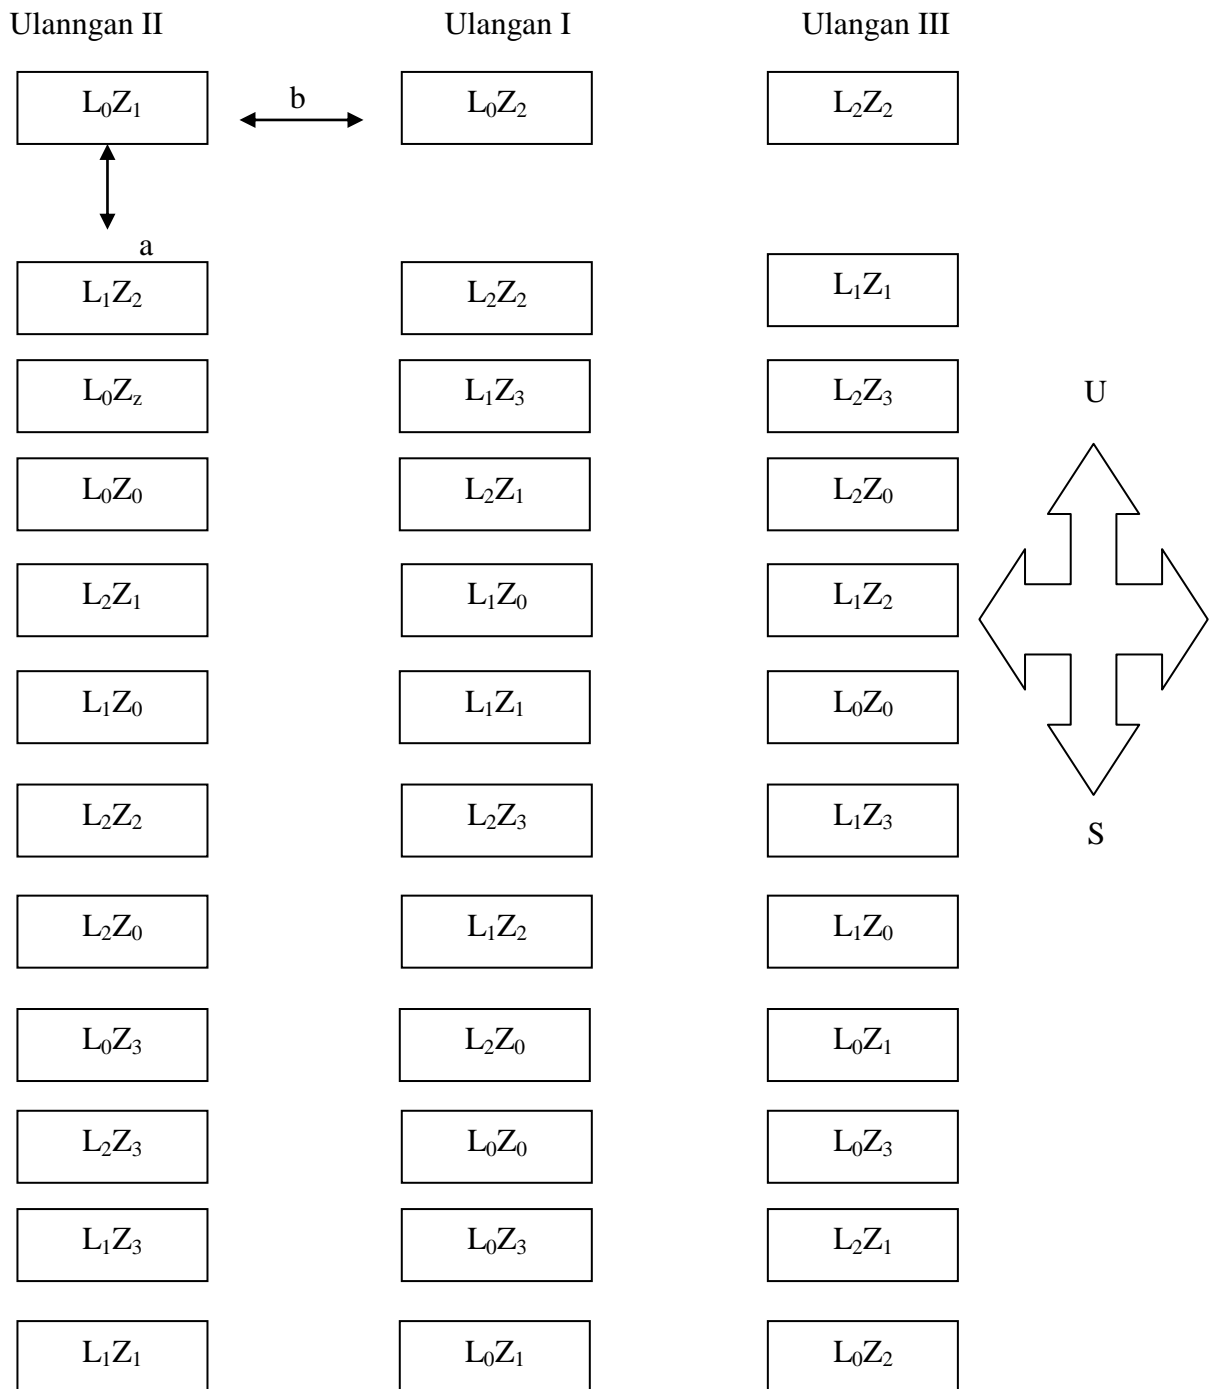 Ulanngan II Ulangan I Ulangan III
L₀Z₁ b L₀Z₂ L₂Z₂
a
L₁Z₂ L₂Z₂ L₁Z₁
L₀Z_z L₁Z₃ L₂Z₃
U
L₀Z₀ L₂Z₁ L₂Z₀
L₂Z₁ L₁Z₀ L₁Z₂
L₁Z₀ L₁Z₁ L₀Z₀
L₂Z₂ L₂Z₃ L₁Z₃
S
L₂Z₀ L₁Z₂ L₁Z₀
L₀Z₃ L₂Z₀ L₀Z₁
L₂Z₃ L₀Z₀ L₀Z₃
L₁Z₃ L₀Z₃ L₂Z₁
L₁Z₁ L₀Z₁ L₀Z₂